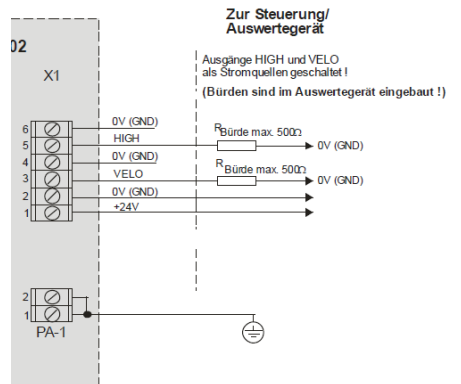 Zur Steuerung/
Auswertegerät
02
X1
Ausgänge HIGH und VELO
als Stromquellen geschaltet !
(Bürden sind im Auswertegerät eingebaut !)
6 0V (GND)
5 HIGH RBürde max. 500Ω 0V (GND)
4 0V (GND)
3 VELO RBürde max. 500Ω 0V (GND)
2 0V (GND)
1 +24V
2
1
PA-1